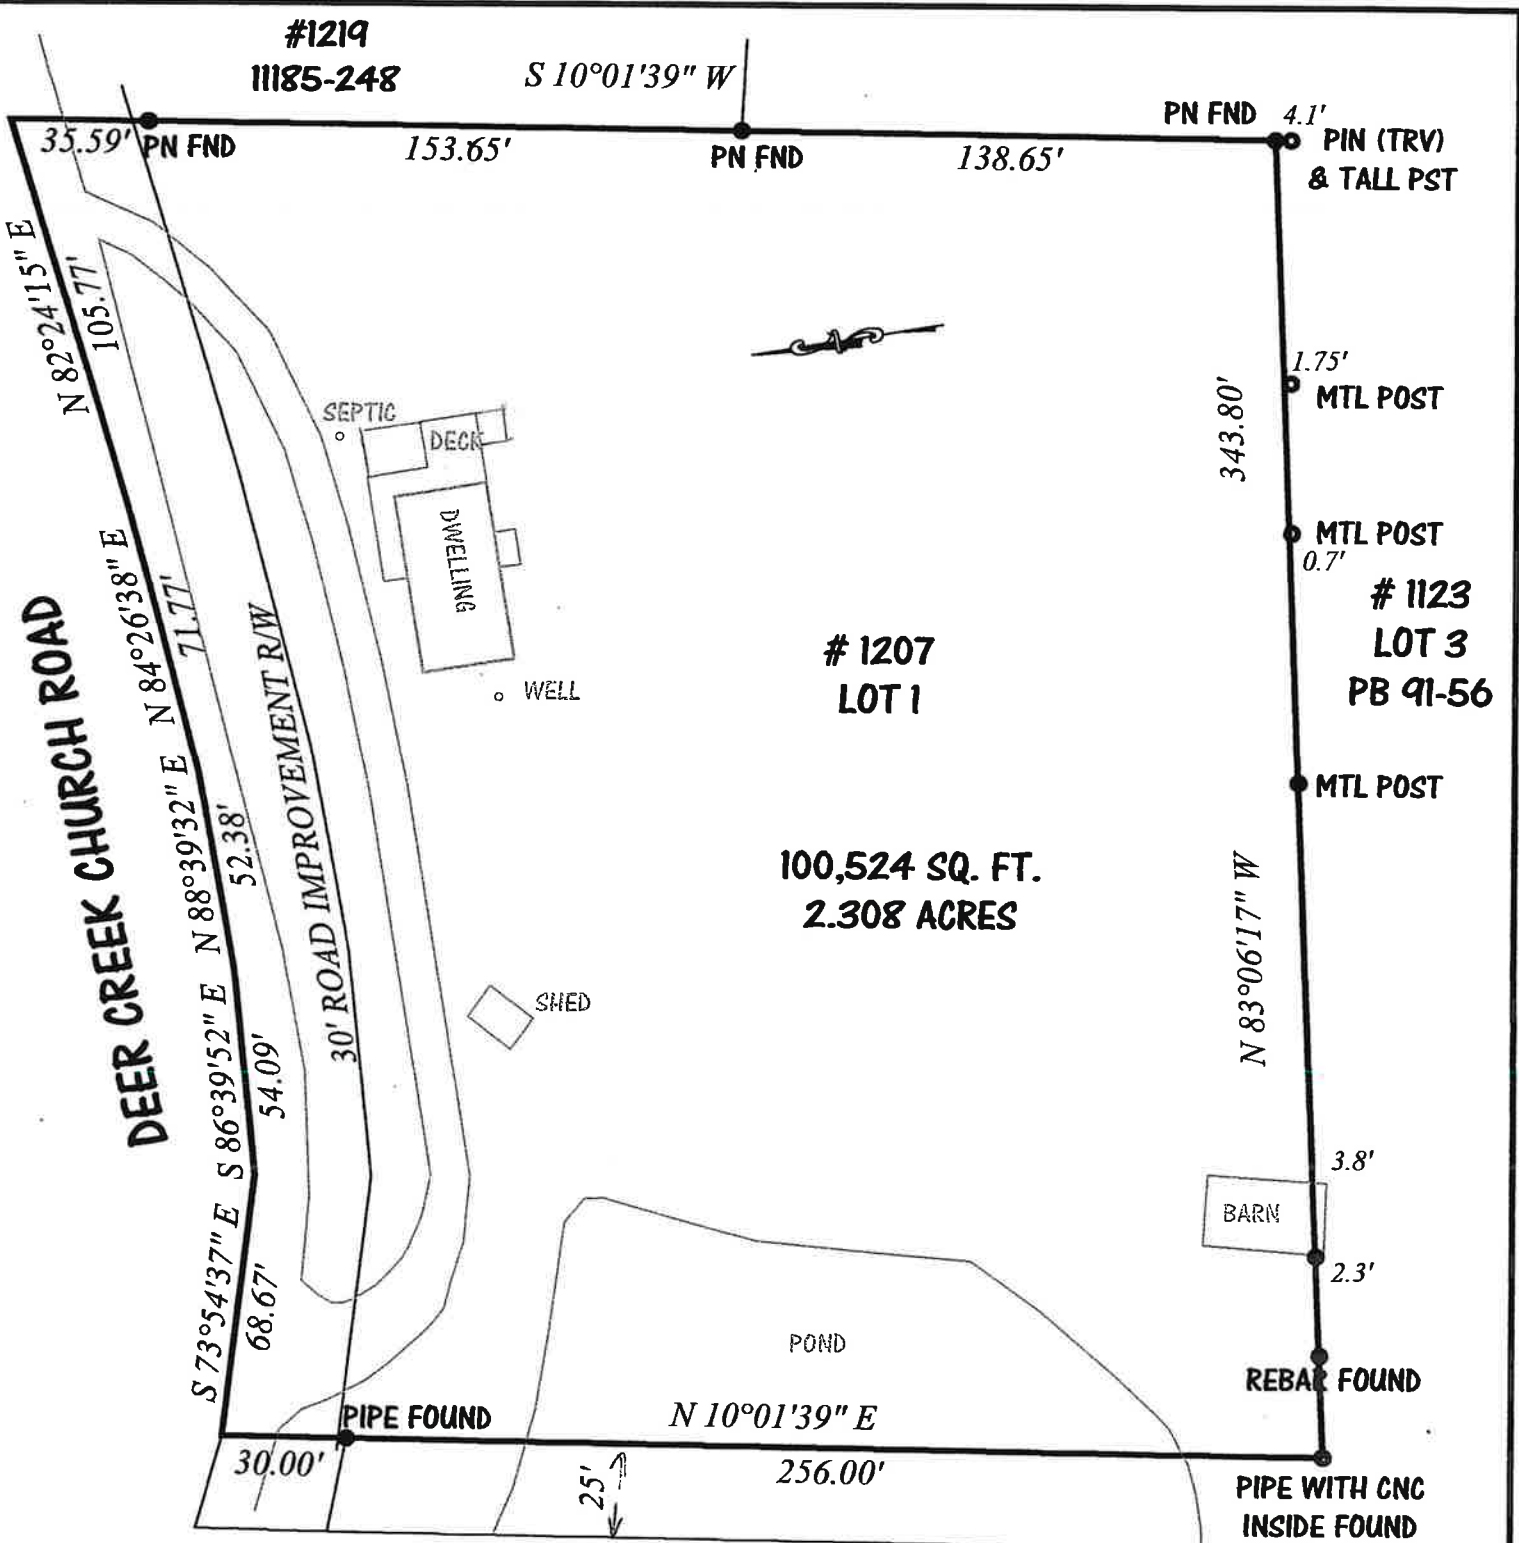 #1219
11185-248
S 10°01'39" W
PN FND
4.1'
PIN (TRV)
& TALL PST
35.59'
PN FND
153.65'
PN FND
138.65'
N 82°24'15" E
105.77'
1.75'
MTL POST
343.80'
SEPTIC
DECK
DWELLING
MTL POST
0.7'
# 1123
LOT 3
PB 91-56
N 84°26'38" E
71.77'
DEER CREEK CHURCH ROAD
30' ROAD IMPROVEMENT R/W
# 1207
LOT 1
WELL
MTL POST
N 88°39'32" E
52.38'
100,524 SQ. FT.
2.308 ACRES
N 83°06'17" W
SHED
S 86°39'52" E
54.09'
3.8'
BARN
2.3'
S 73°54'37" E
68.67'
POND
REBAR FOUND
PIPE FOUND
N 10°01'39" E
30.00'
25'
256.00'
PIPE WITH CNC
INSIDE FOUND